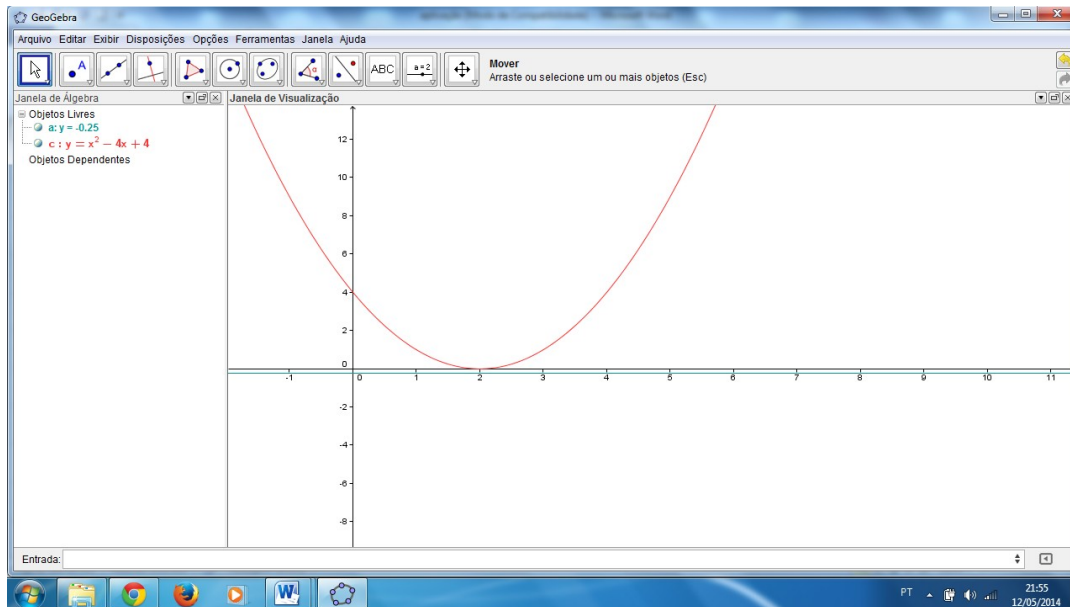 GeoGebra
Arquivo Editar Exibir Disposições Opções Ferramentas Janela Ajuda
A
α
ABC
a = 2
Mover
Arraste ou selecione um ou mais objetos (Esc)
Janela de Álgebra
Janela de Visualização
Objetos Livres
a: y = -0.25
c : y = x² − 4x + 4
Objetos Dependentes
12
10
8
6
4
2
0
-1 0 1 2 3 4 5 6 7 8 9 10 11
-2
-4
-6
-8
Entrada:
W
PT
21:55
12/05/2014